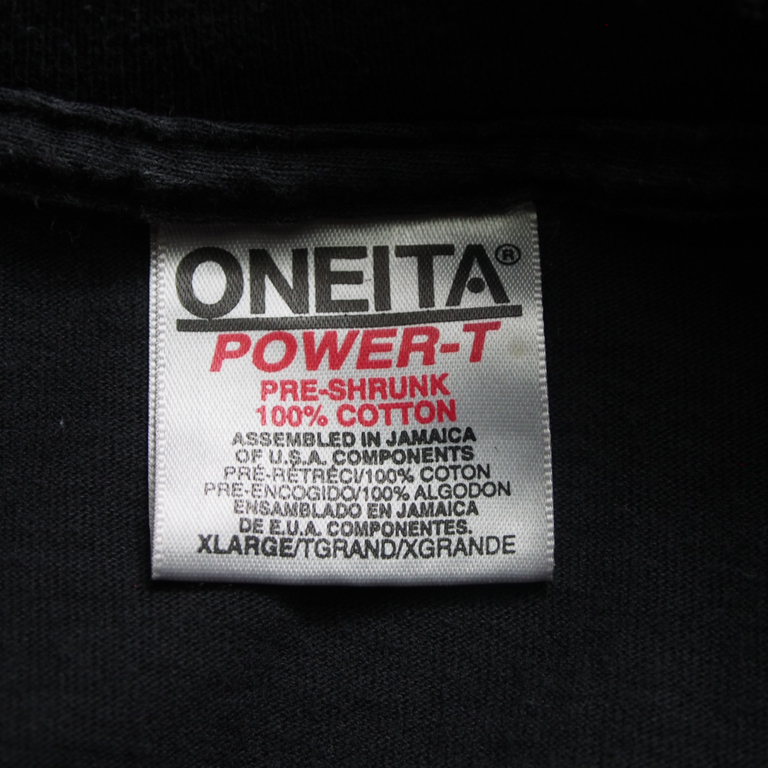 ONEITA®
POWER-T
PRE-SHRUNK
100% COTTON
ASSEMBLED IN JAMAICA
OF U.S.A. COMPONENTS
PRÉ-RÉTRÉCI/100% COTON
PRE-ENCOGIDO/100% ALGODON
ENSAMBLADO EN JAMAICA
DE E.U.A. COMPONENTES.
XLARGE/TGRAND/XGRANDE